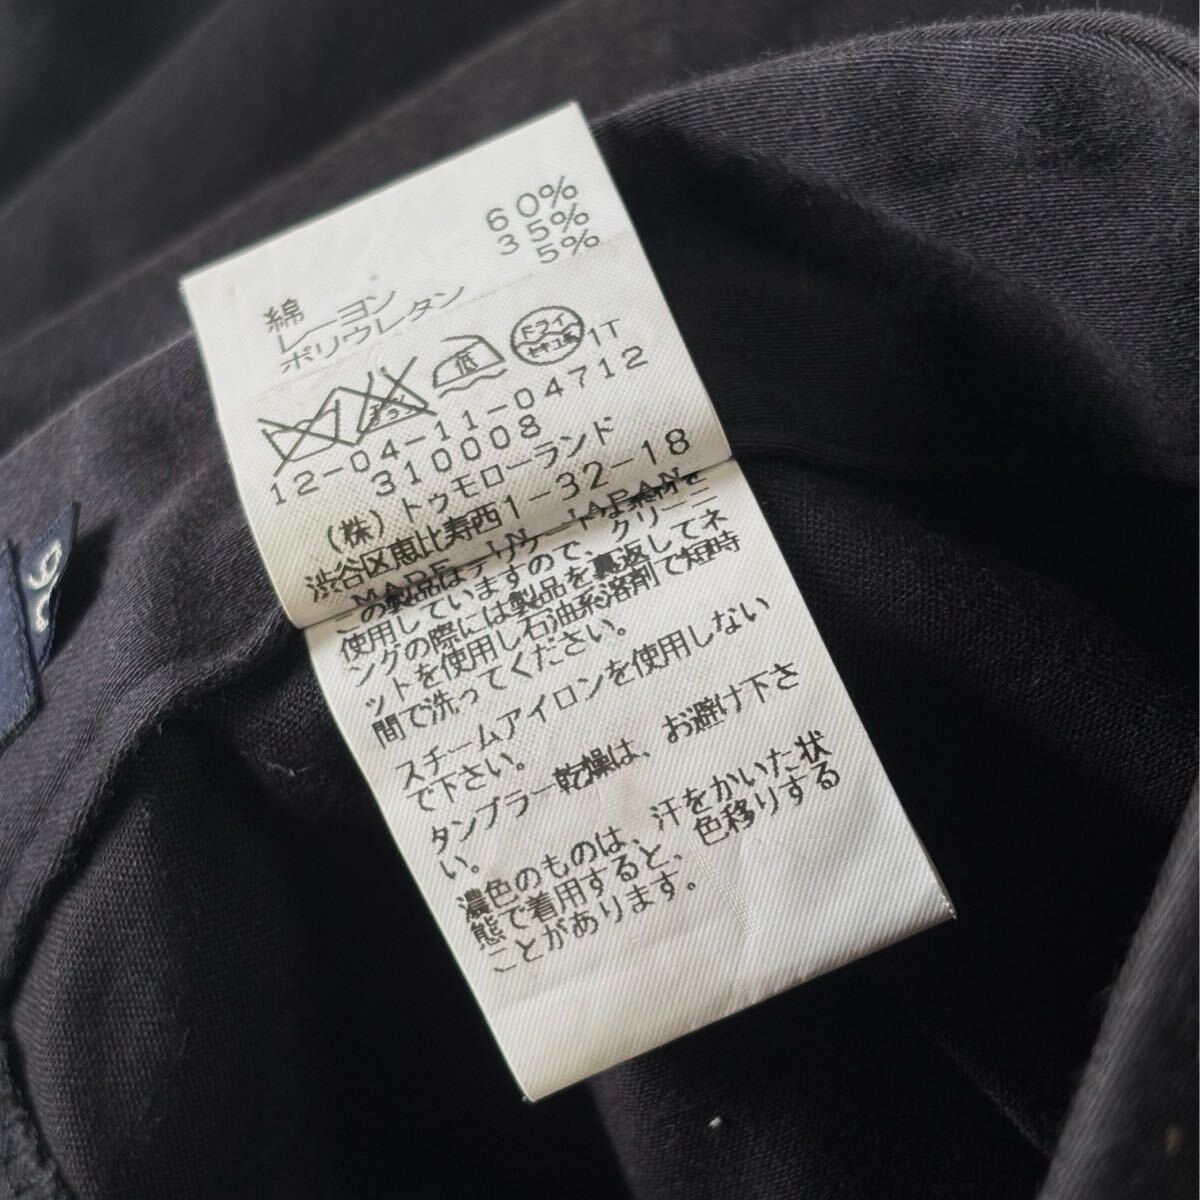 60%
35%
5%
綿
レーヨン
ポリウレタン
低
ドライ
セキユ系
1T
12-04-11-04712
310008
(株)トゥモローランド
渋谷区恵比寿西1-32-18
MADE IN JAPAN
この製品はデリケートな素材を
使用していますので、クリーニ
ングの際には製品を裏返してネ
ットを使用し石油系溶剤で短時
間で洗ってください。
スチームアイロンを使用しない
で下さい。
タンブラー乾燥は、お避け下さ
い。
濃色のものは、汗をかいた状
態で着用すると、色移りする
ことがあります。